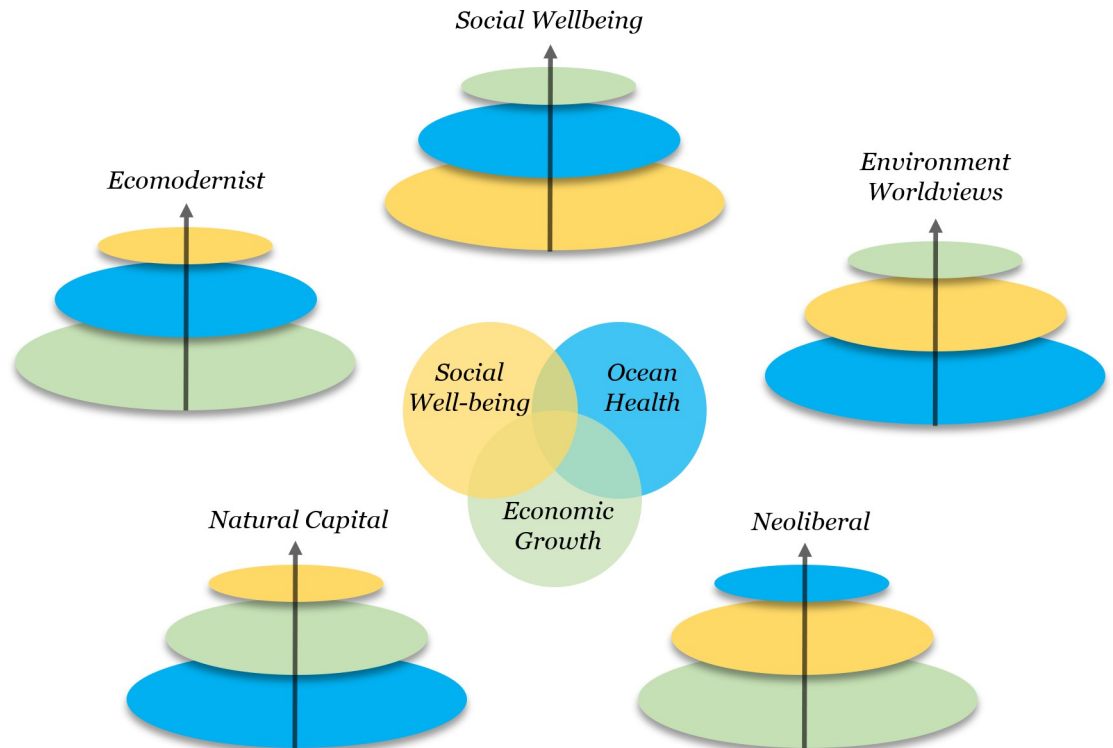 Social Wellbeing
Ecomodernist
Environment
Worldviews
Social
Well-being
Ocean
Health
Economic
Growth
Natural Capital
Neoliberal